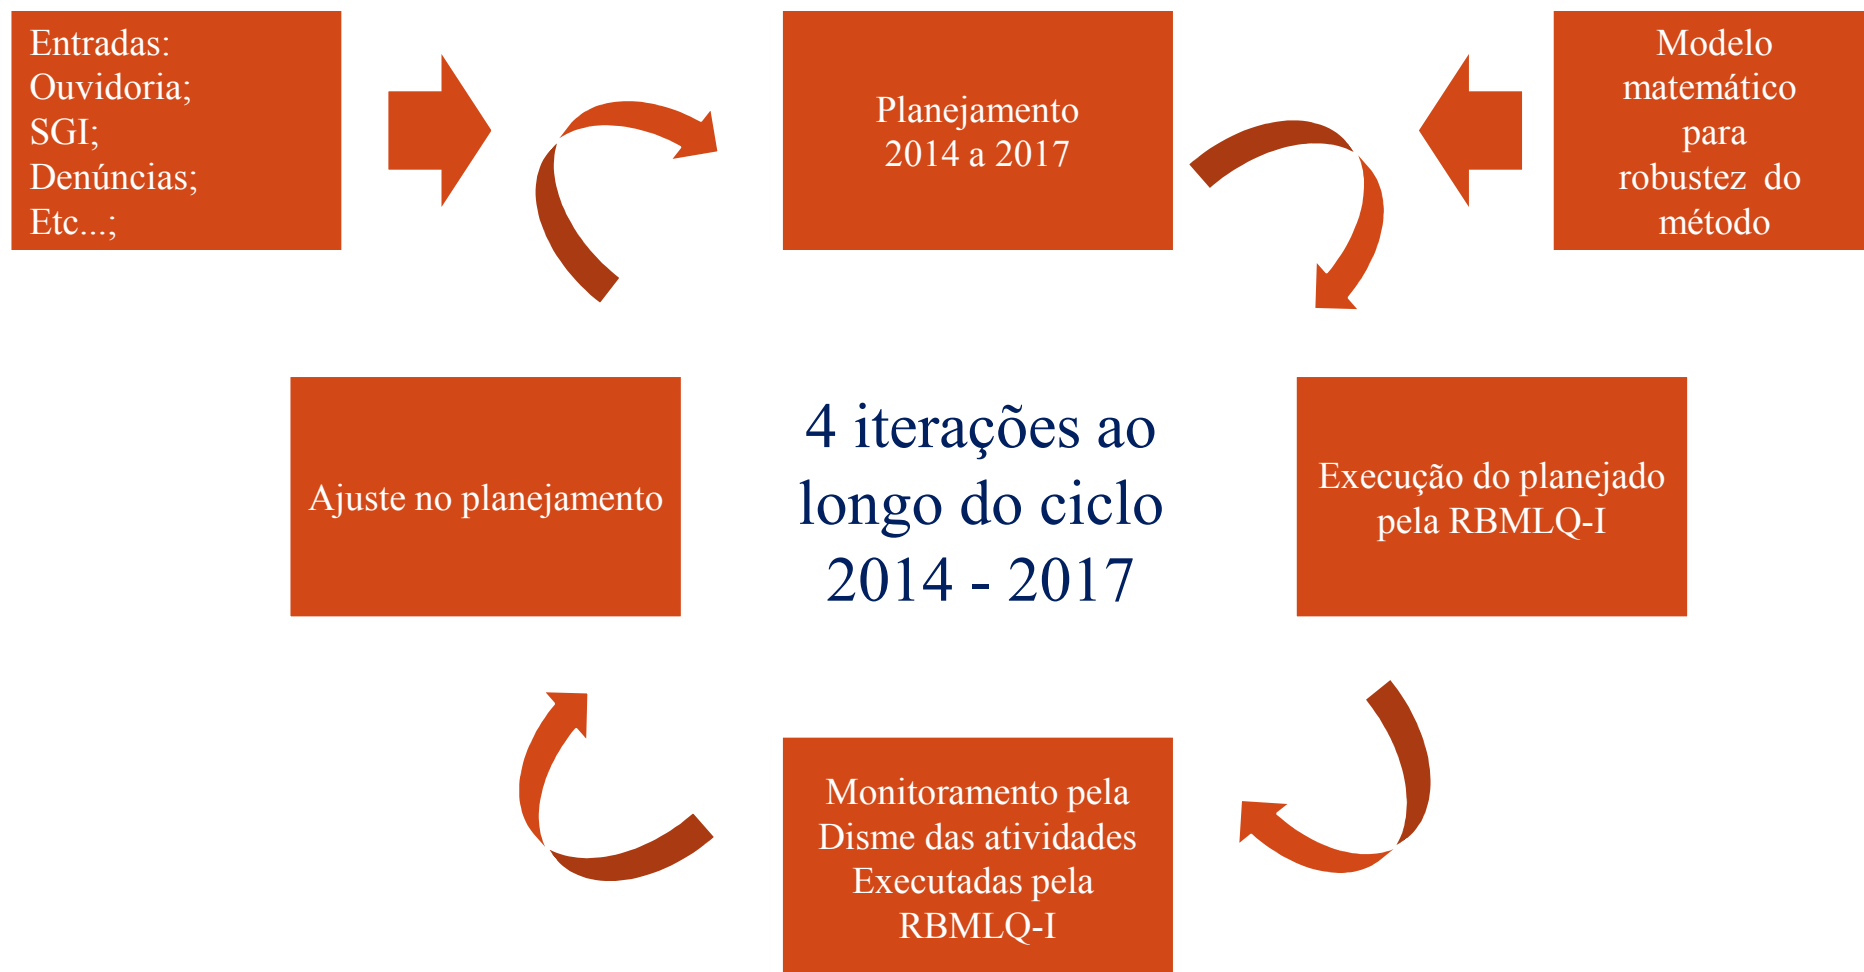 Entradas:
Ouvidoria;
SGI;
Denúncias;
Etc...;
Planejamento
2014 a 2017
Modelo
matemático
para
robustez do
método
Ajuste no planejamento
4 iterações ao
longo do ciclo
2014 - 2017
Execução do planejado
pela RBMLQ-I
Monitoramento pela
Disme das atividades
Executadas pela
RBMLQ-I